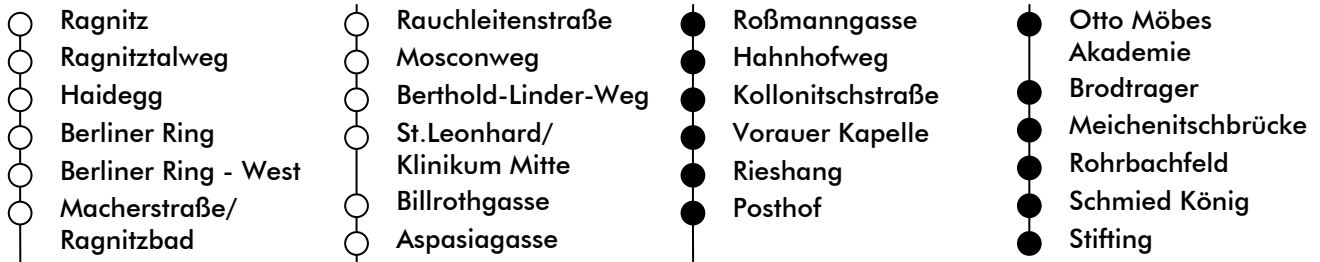 Ragnitz
Ragnitztalweg
Haidegg
Berliner Ring
Berliner Ring - West
Macherstraße/
Ragnitzbad
Rauchleitenstraße
Mosconweg
Berthold-Linder-Weg
St.Leonhard/
Klinikum Mitte
Billrothgasse
Aspasiagasse
Roßmanngasse
Hahnhofweg
Kollonitschstraße
Vorauer Kapelle
Rieshang
Posthof
Otto Möbes
Akademie
Brodtrager
Meichenitschbrücke
Rohrbachfeld
Schmied König
Stifting